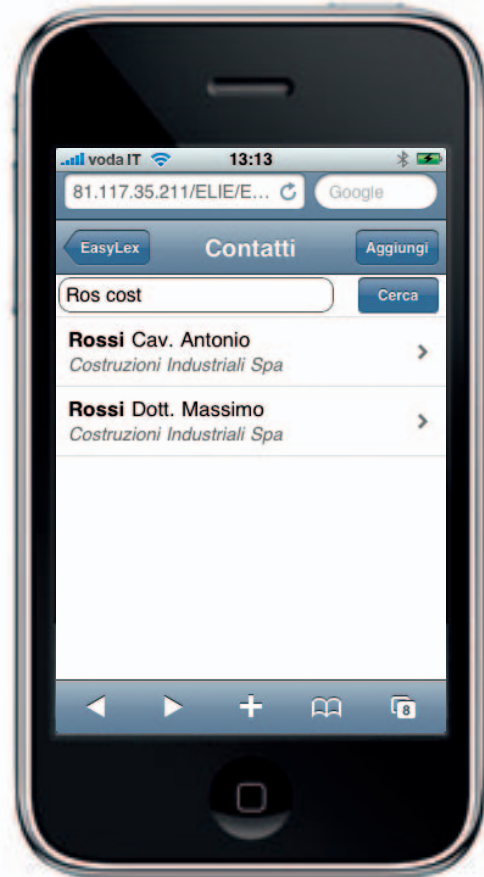 voda IT 13:13
81.117.35.211/ELIE/E... Google
EasyLex Contatti Aggiungi
Ros cost Cerca
Rossi Cav. Antonio
Costruzioni Industriali Spa
Rossi Dott. Massimo
Costruzioni Industriali Spa
8